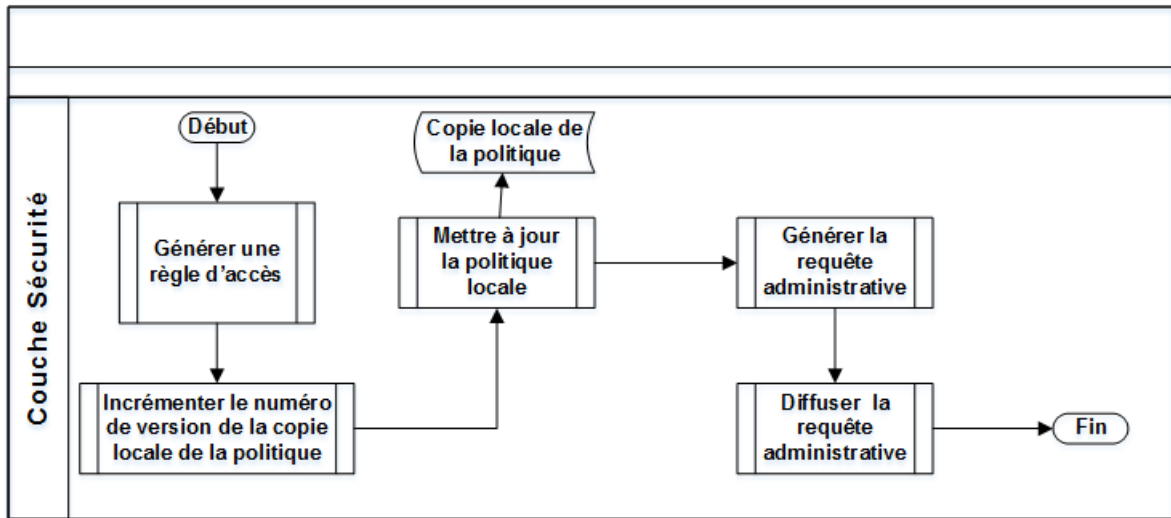 Couche Sécurité
Début
Générer une
règle d'accès
Incrémenter le numéro
de version de la copie
locale de la politique
Copie locale de
la politique
Mettre à jour
la politique
locale
Générer la
requête
administrative
Diffuser la
requête
administrative
Fin